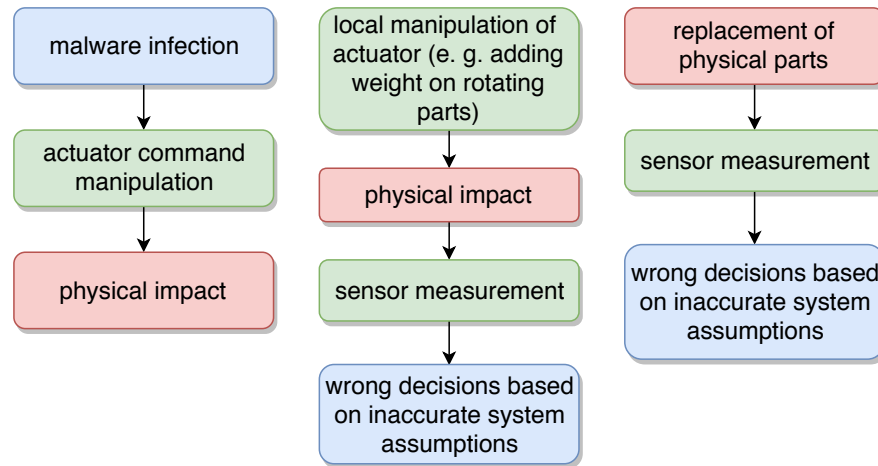 malware infection
actuator command
manipulation
physical impact
local manipulation of
actuator (e. g. adding
weight on rotating
parts)
physical impact
sensor measurement
wrong decisions based
on inaccurate system
assumptions
replacement of
physical parts
sensor measurement
wrong decisions based
on inaccurate system
assumptions